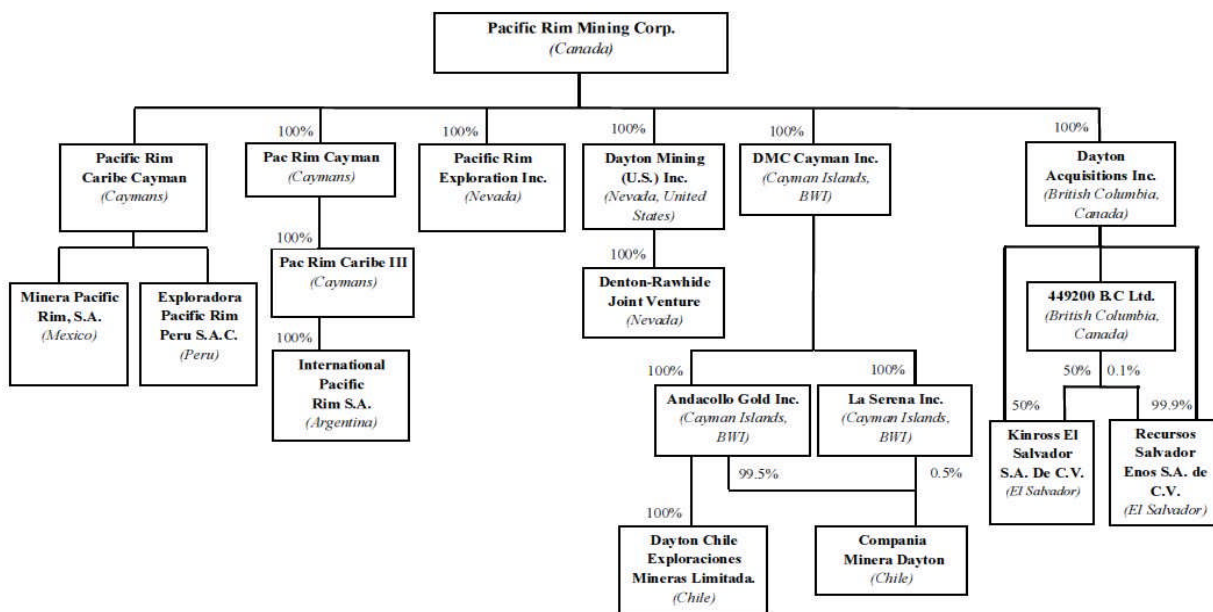 Pacific Rim Mining Corp.
(Canada)
100%
100%
100%
100%
100%
Pacific Rim
Caribe Cayman
(Caymans)
Pac Rim Cayman
(Caymans)
Pacific Rim
Exploration Inc.
(Nevada)
Dayton Mining
(U.S.) Inc.
(Nevada, United
States)
DMC Cayman Inc.
(Cayman Islands,
BWI)
Dayton
Acquisitions Inc.
(British Columbia,
Canada)
100%
100%
Minera Pacific
Rim, S.A.
(Mexico)
Exploradora
Pacific Rim
Peru S.A.C.
(Peru)
Pac Rim Caribe III
(Caymans)
Denton-Rawhide
Joint Venture
(Nevada)
449200 B.C Ltd.
(British Columbia,
Canada)
100%
International
Pacific
Rim S.A.
(Argentina)
100%
100%
50%
0.1%
Andacollo Gold Inc.
(Cayman Islands,
BWI)
La Serena Inc.
(Cayman Islands,
BWI)
50%
99.9%
Kinross El
Salvador
S.A. De C.V.
(El Salvador)
Recursos
Salvador
Enos S.A. de
C.V.
(El Salvador)
99.5%
0.5%
100%
Dayton Chile
Exploraciones
Mineras Limitada.
(Chile)
Compania
Minera Dayton
(Chile)